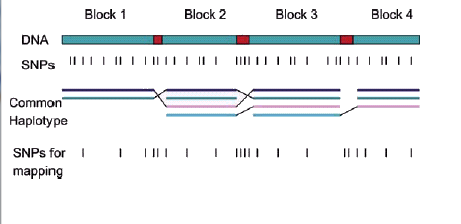 Block 1 Block 2 Block 3 Block 4
DNA
SNPs
Common
Haplotype
SNPs for
mapping